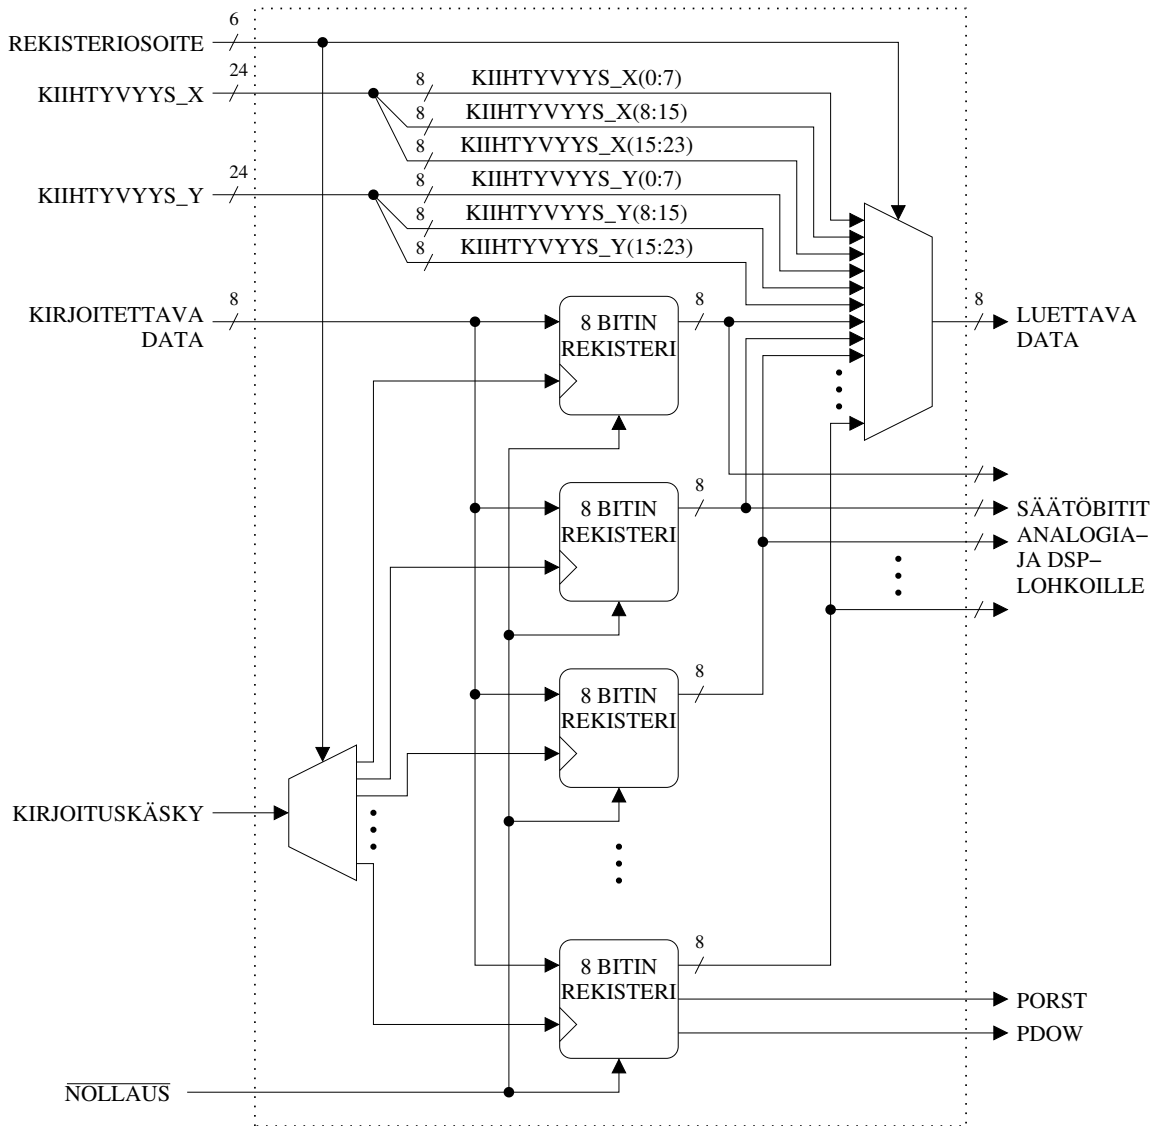 6
REKISTERIOSOITE
24
KIIHTYVYYS_X
8
KIIHTYVYYS_X(0:7)
8
KIIHTYVYYS_X(8:15)
8
KIIHTYVYYS_X(15:23)
24
KIIHTYVYYS_Y
8
KIIHTYVYYS_Y(0:7)
8
KIIHTYVYYS_Y(8:15)
8
KIIHTYVYYS_Y(15:23)
8
KIRJOITETTAVA
DATA
8 BITIN
REKISTERI
8
8
LUETTAVA
DATA
8 BITIN
REKISTERI
8
SÄÄTÖBITIT
ANALOGIA–
JA DSP–
LOHKOILLE
8 BITIN
REKISTERI
8
KIRJOITUSKÄSKY
8 BITIN
REKISTERI
8
PORST
PDOW
NOLLAUS